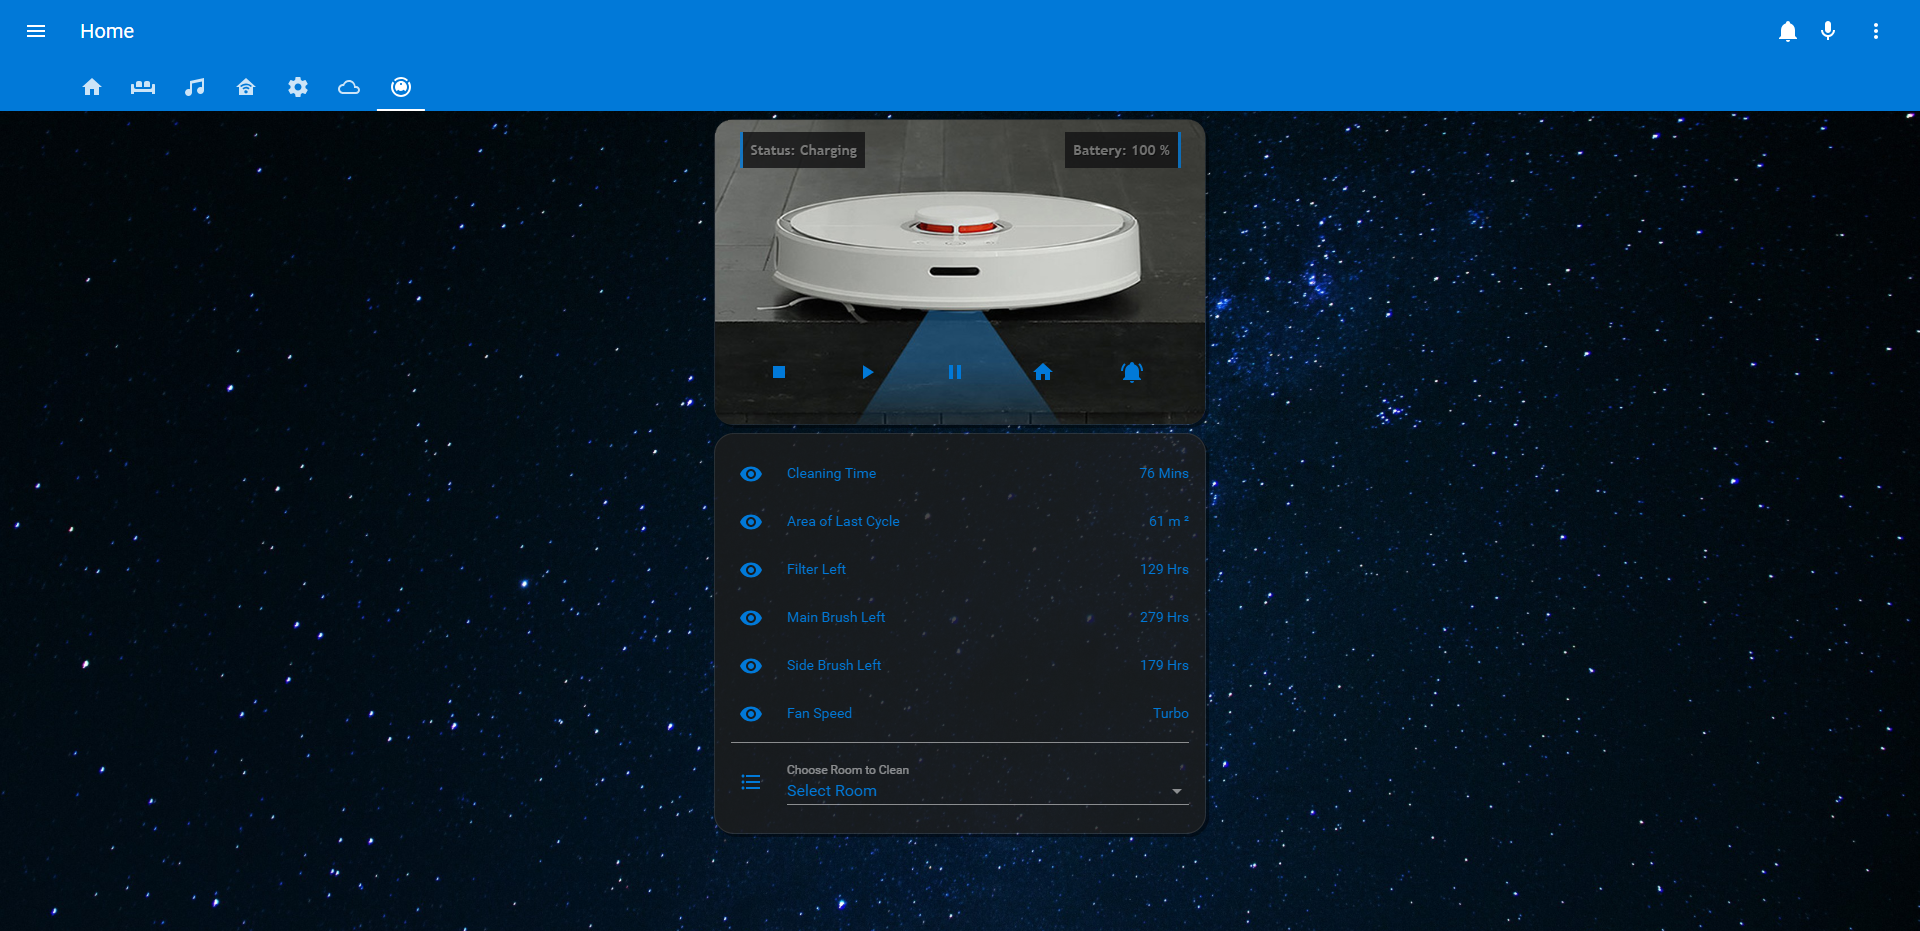 Home
Status: Charging
Battery: 100 %
Cleaning Time 76 Mins
Area of Last Cycle 61 m ²
Filter Left 129 Hrs
Main Brush Left 279 Hrs
Side Brush Left 179 Hrs
Fan Speed Turbo
Choose Room to Clean
Select Room